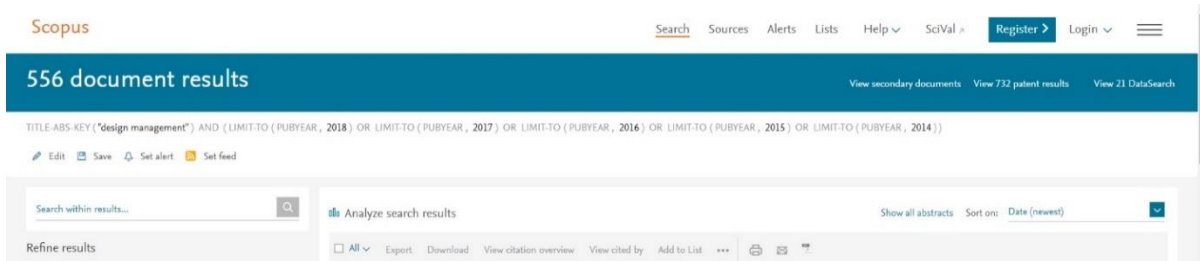 Scopus
Search Sources Alerts Lists Help SciVal Register Login
556 document results
View secondary documents View 732 patent results View 21 DataSearch
TITLE-ABS-KEY ( "design management" ) AND ( LIMIT-TO ( PUBYEAR , 2018 ) OR LIMIT-TO ( PUBYEAR , 2017 ) OR LIMIT-TO ( PUBYEAR , 2016 ) OR LIMIT-TO ( PUBYEAR , 2015 ) OR LIMIT-TO ( PUBYEAR , 2014 ) )
Edit Save Set alert Set feed
Search within results...
Analyze search results
Show all abstracts Sort on: Date (newest)
Refine results
All Export Download View citation overview View cited by Add to List •••